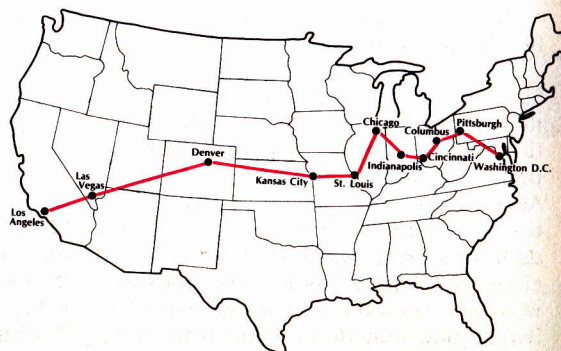 Chicago
Columbus
Pittsburgh
Denver
Indianapolis
Cincinnati
Washington D.C.
Las
Vegas
Kansas City
St. Louis
Los
Angeles